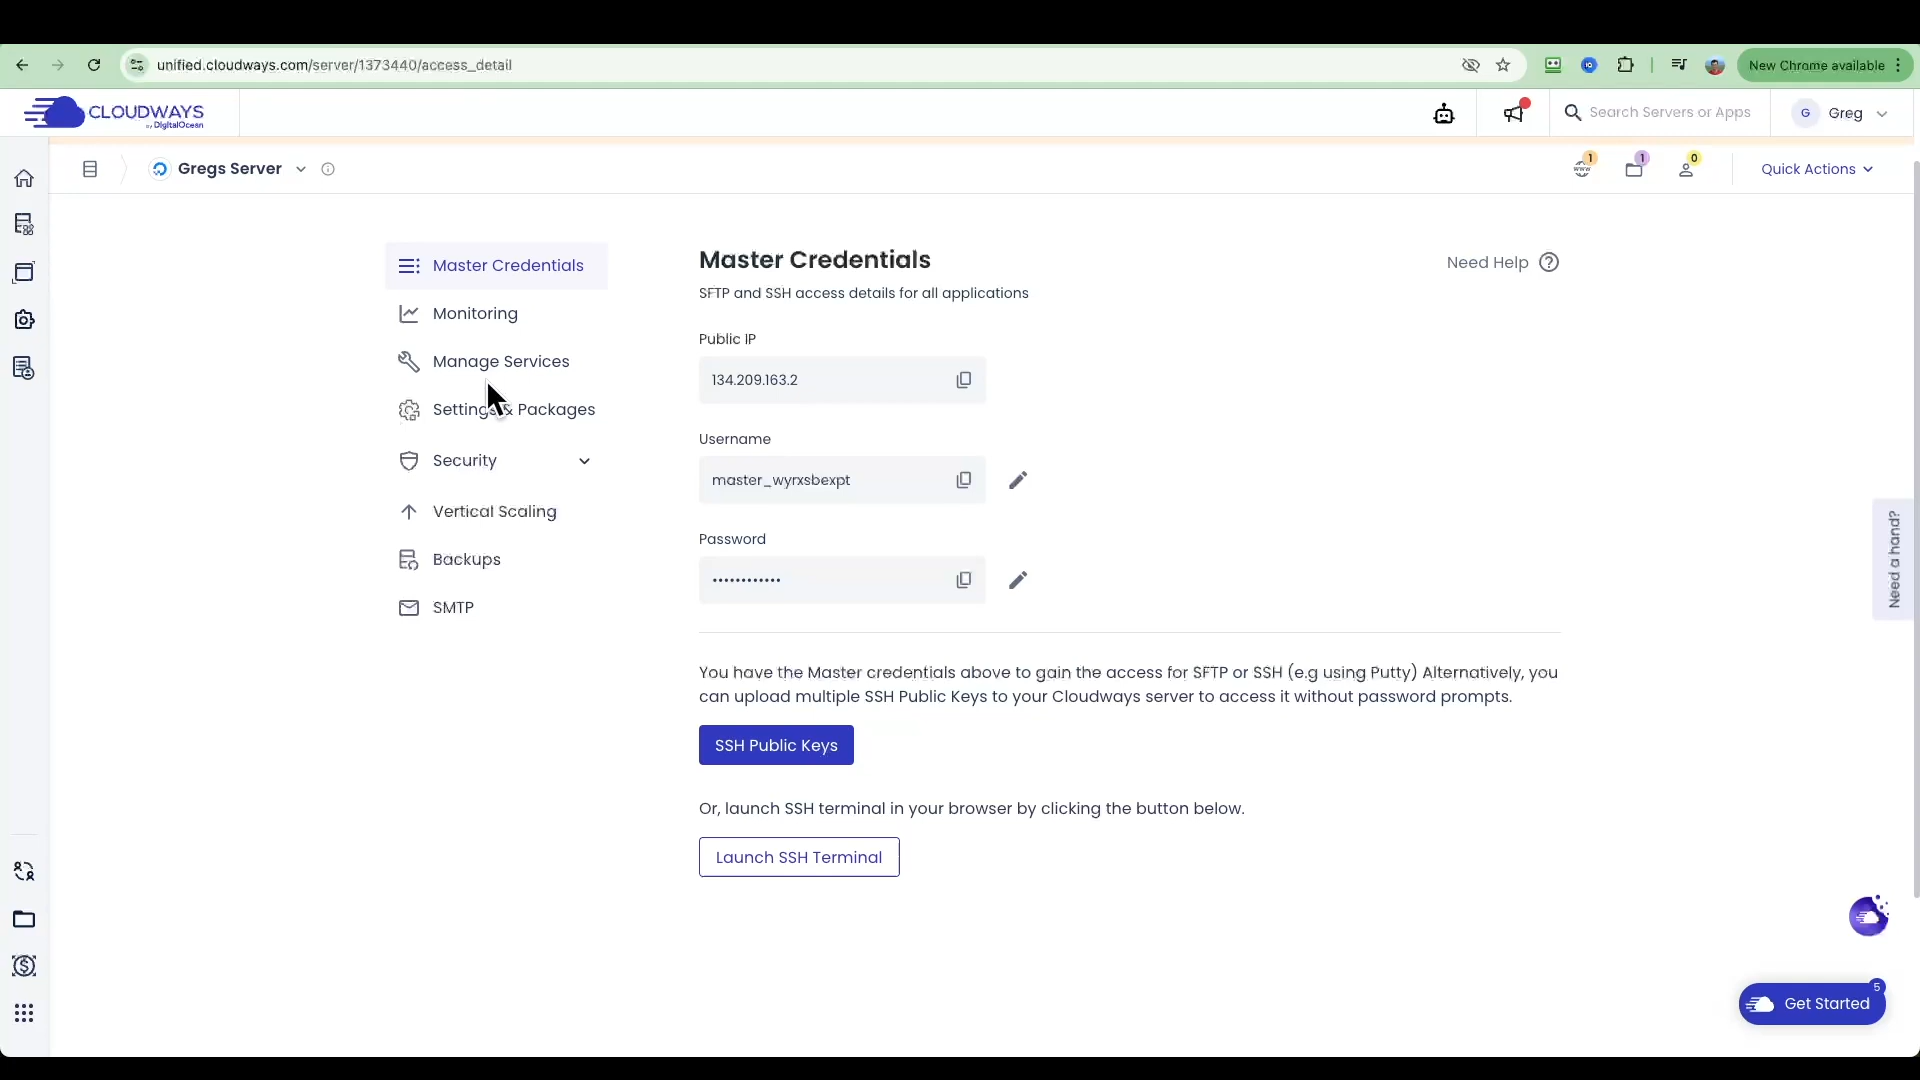 unified.cloudways.com/server/1373440/access_detail
New Chrome available
CLOUDWAYS
by DigitalOcean
Search Servers or Apps
G
Greg
Gregs Server
www
1
1
0
Quick Actions
Master Credentials
Monitoring
Manage Services
Settings & Packages
Security
Vertical Scaling
Backups
SMTP
Master Credentials
Need Help
SFTP and SSH access details for all applications
Public IP
134.209.163.2
Username
master_wyrxsbexpt
Password
••••••••••••
You have the Master credentials above to gain the access for SFTP or SSH (e.g using Putty) Alternatively, you
can upload multiple SSH Public Keys to your Cloudways server to access it without password prompts.
SSH Public Keys
Or, launch SSH terminal in your browser by clicking the button below.
Launch SSH Terminal
Need a hand?
5
Get Started